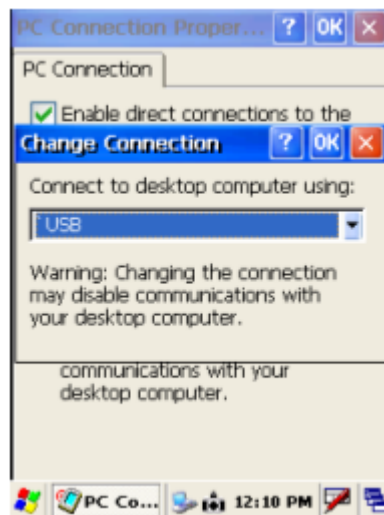 PC Connection Proper...
?
OK
×
PC Connection
Enable direct connections to the
Change Connection
?
OK
×
Connect to desktop computer using:
`USB
Warning: Changing the connection
may disable communications with
your desktop computer.
communications with your
desktop computer.
PC Co...
12:10 PM